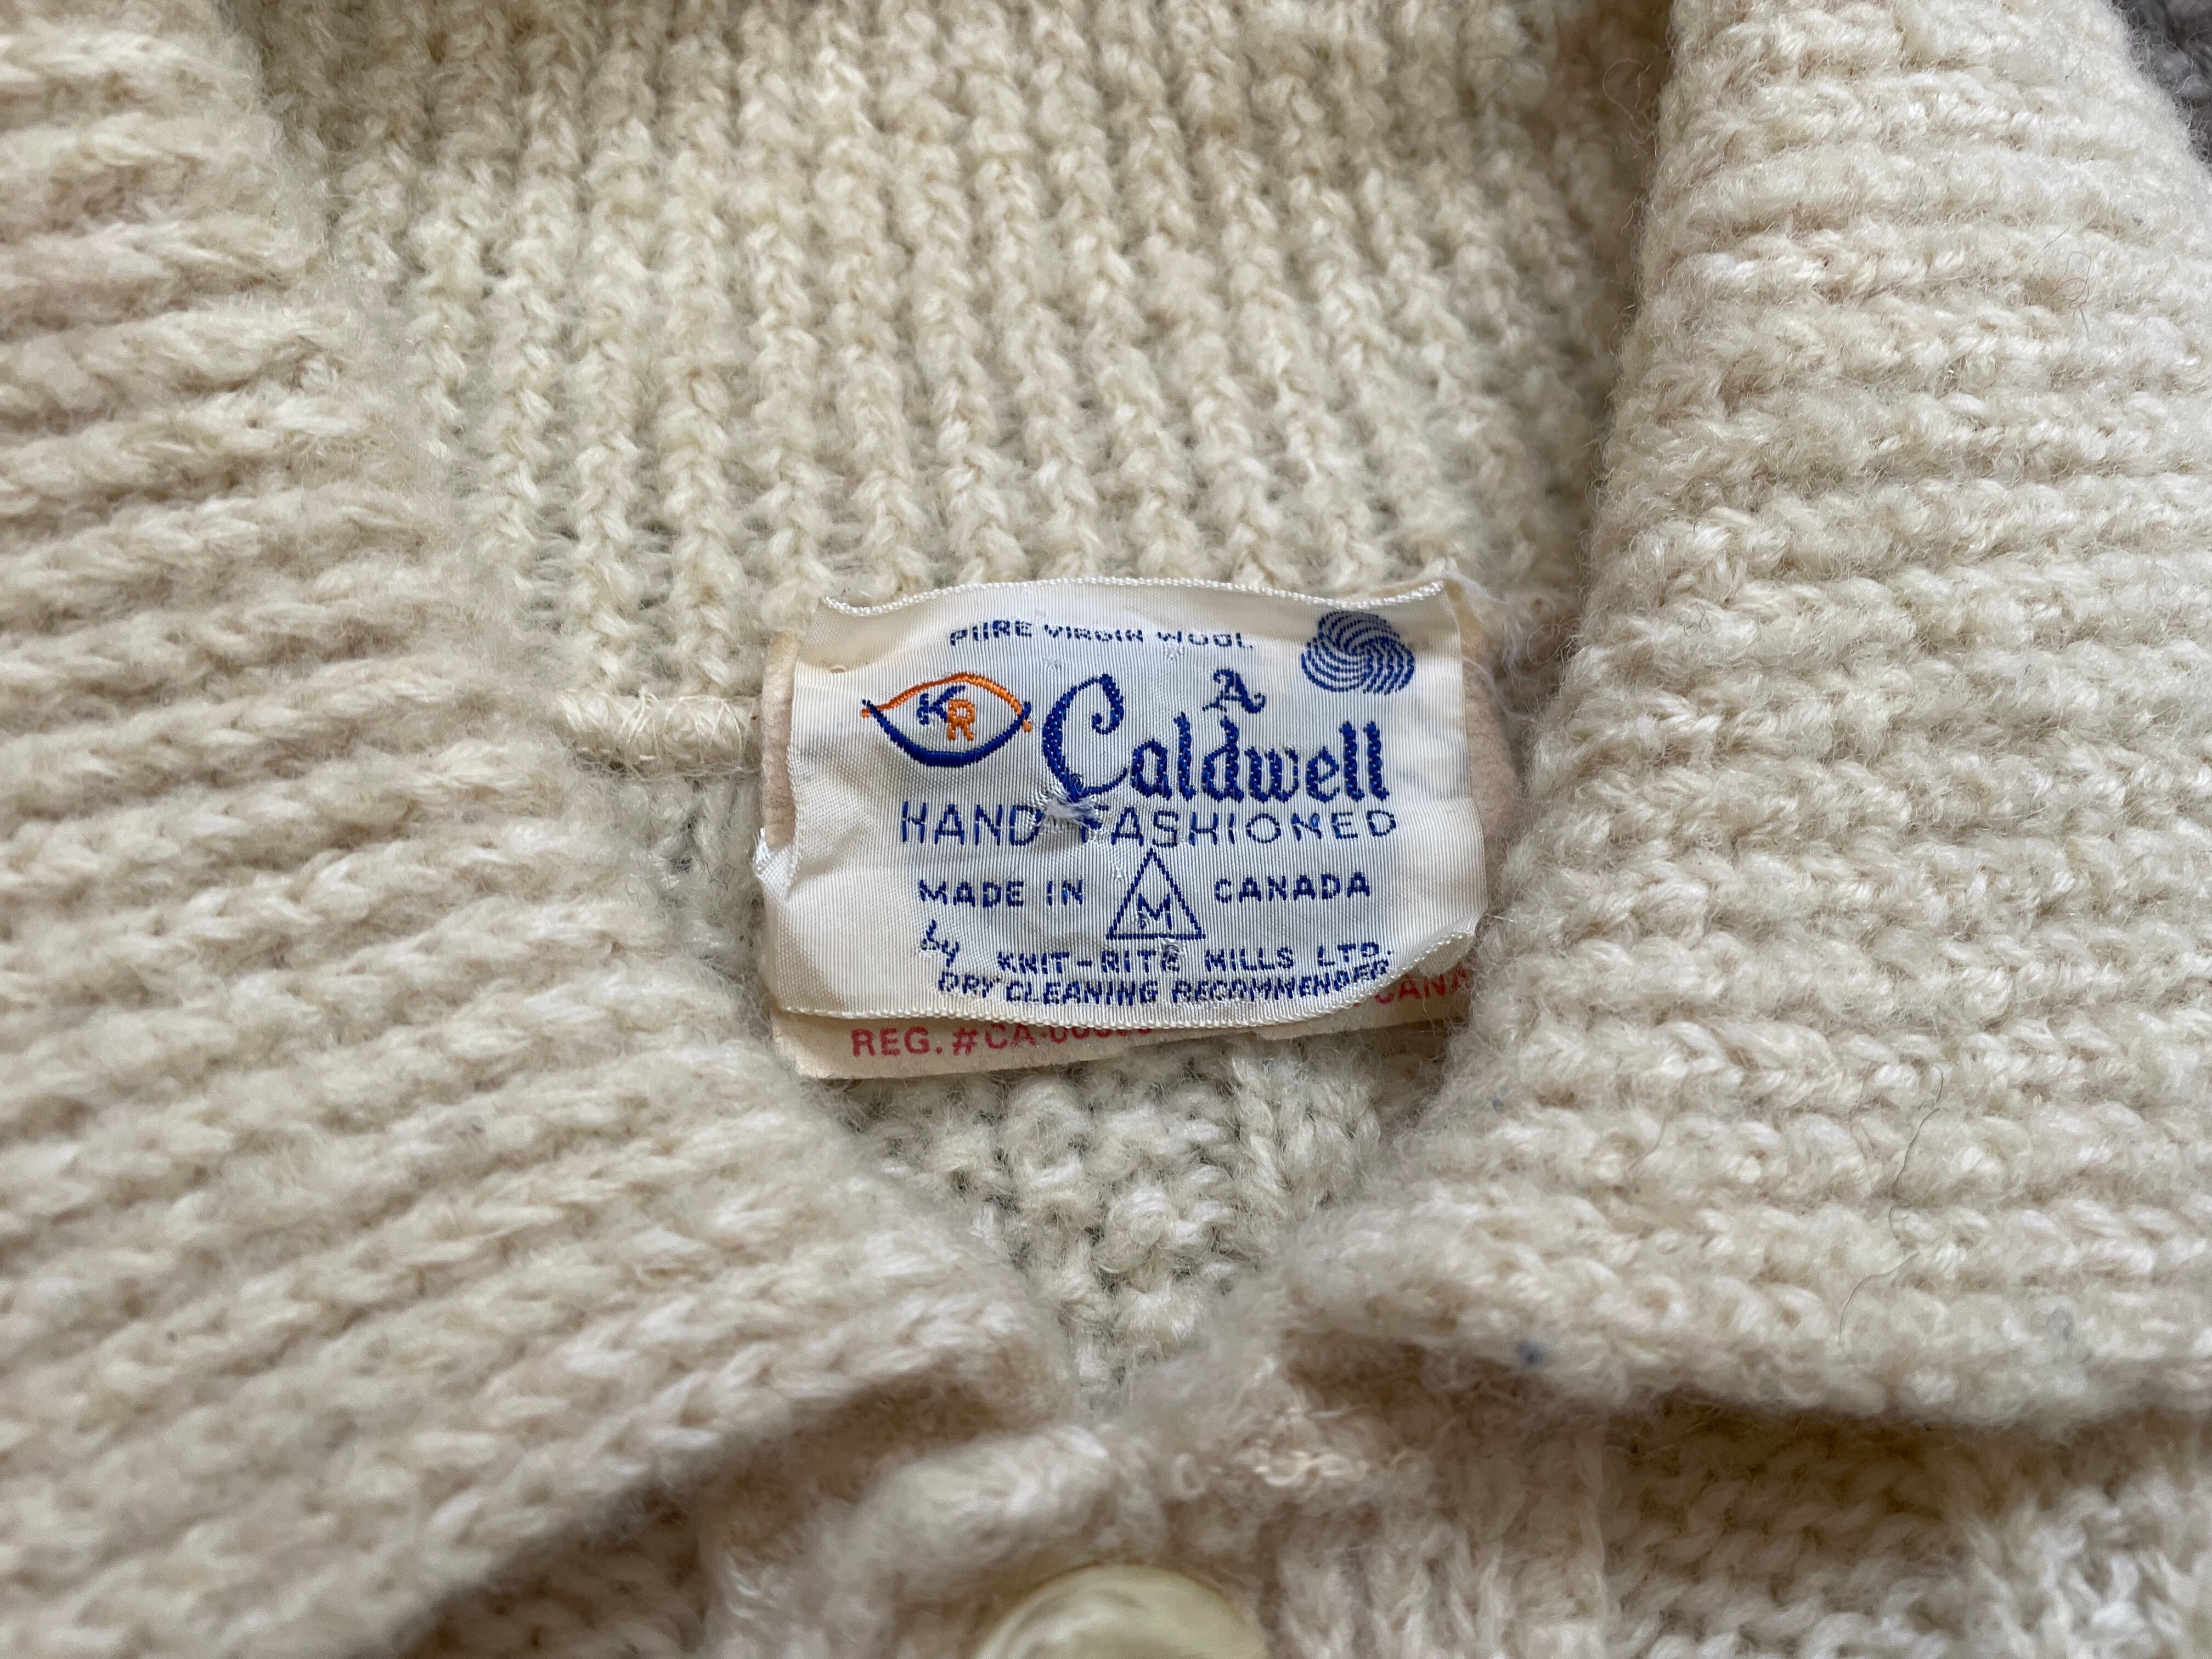 PURE VIRGIN WOOL
KR
A
Caldwell
HAND FASHIONED
MADE IN M CANADA
by KNIT-RITE MILLS LTD.
DRY CLEANING RECOMMENDED
REG. #